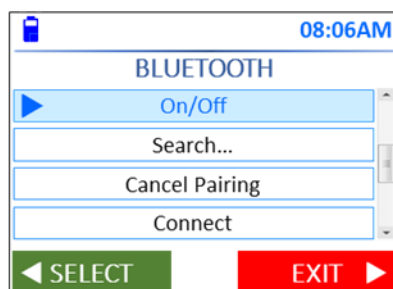 08:06AM
BLUETOOTH
On/Off
Search...
Cancel Pairing
Connect
SELECT
EXIT